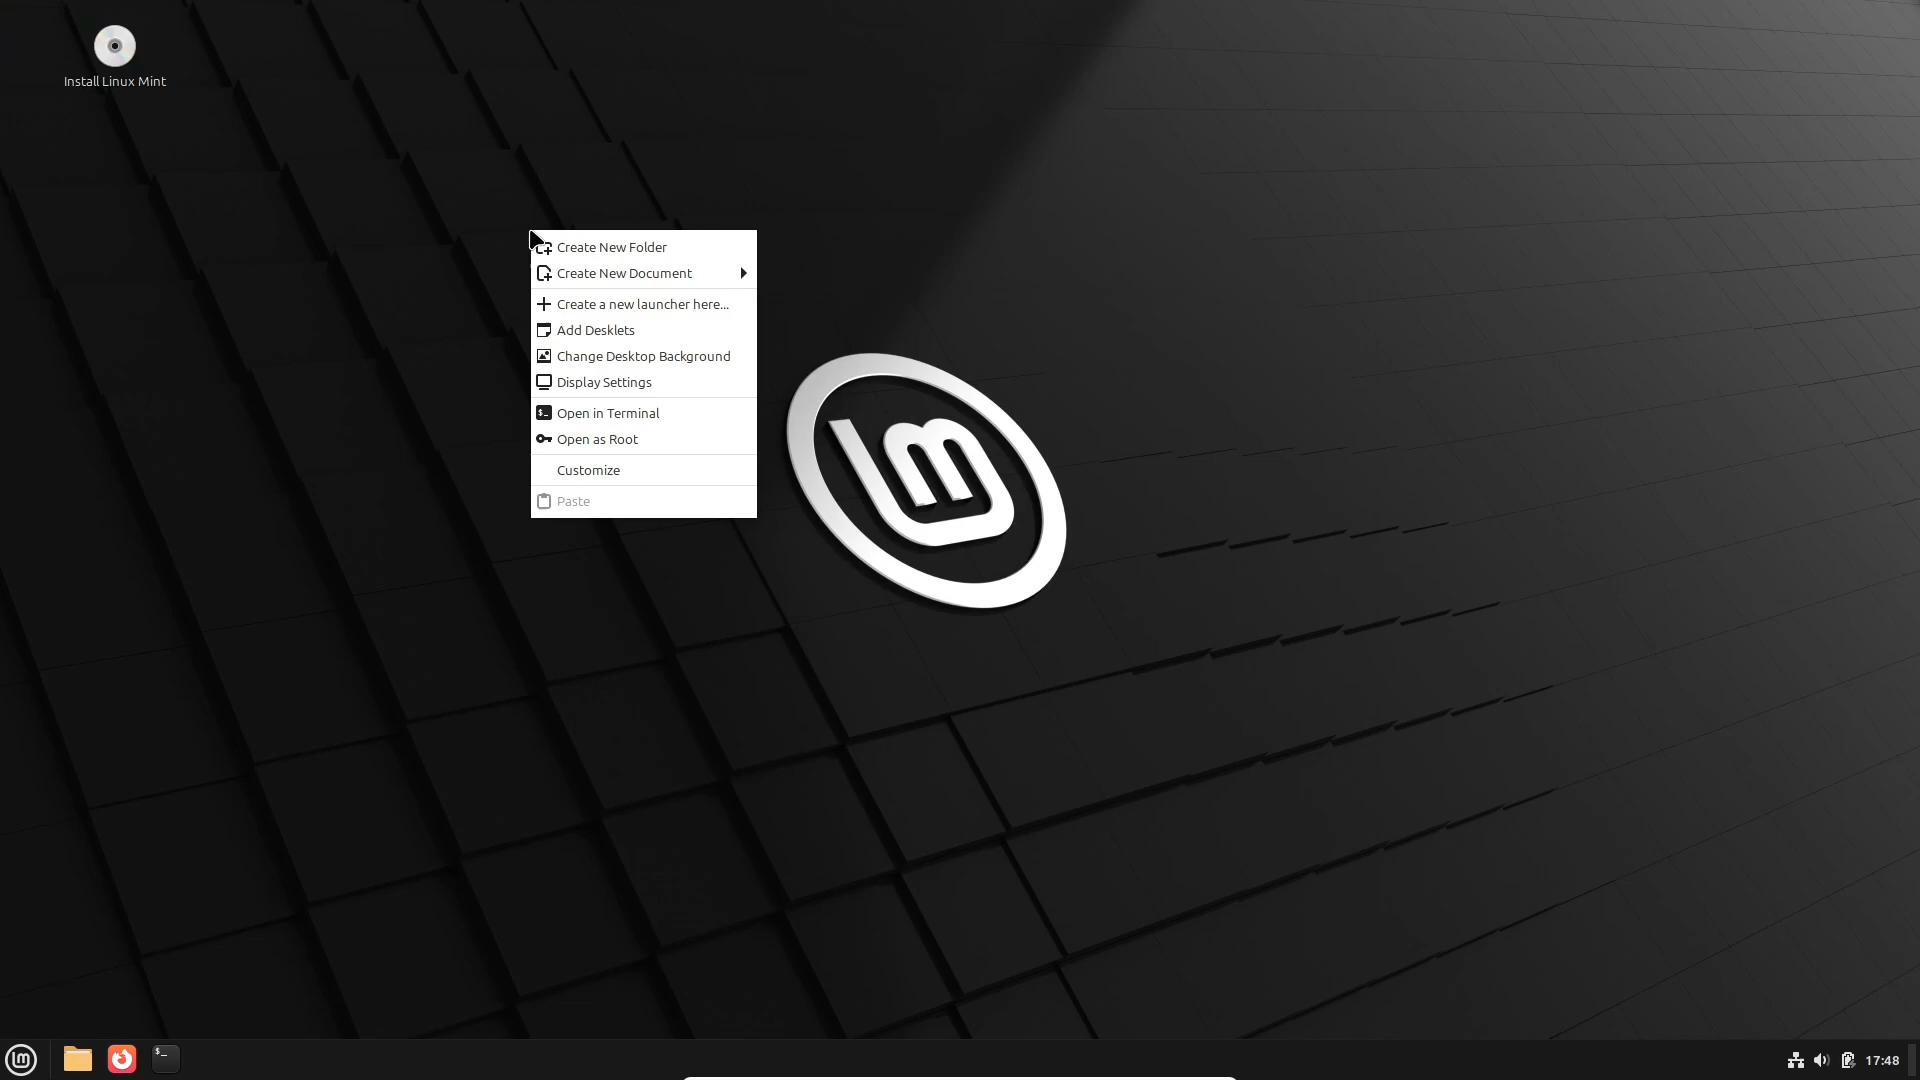 Install Linux Mint
Create New Folder
Create New Document
Create a new launcher here...
Add Desklets
Change Desktop Background
Display Settings
Open in Terminal
Open as Root
Customize
Paste
17:48